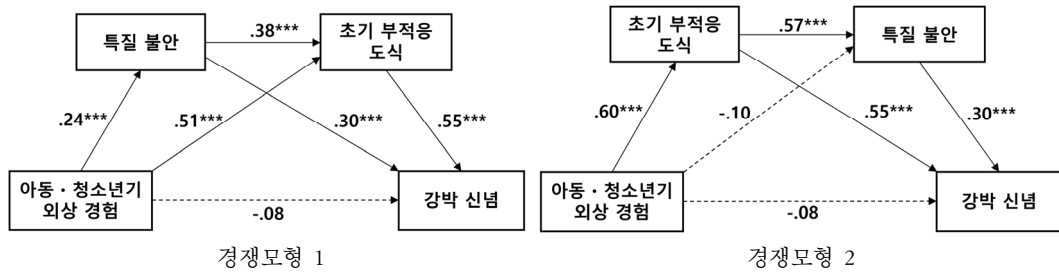 특질 불안
.38***
초기 부적응
도식
.24***
.51***
.30***
.55***
아동・청소년기
외상 경험
-.08
강박 신념
경쟁모형 1
초기 부적응
도식
.57***
특질 불안
.60***
-.10
.55***
.30***
아동・청소년기
외상 경험
-.08
강박 신념
경쟁모형 2